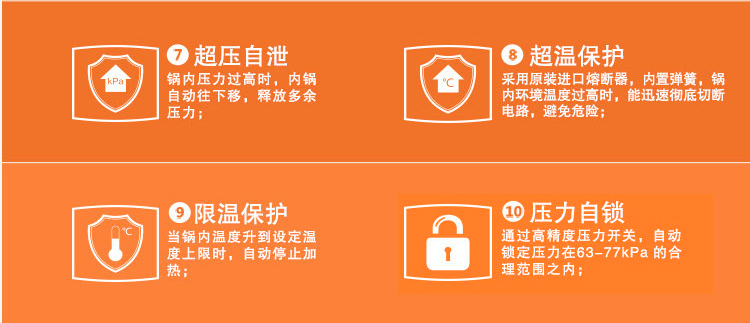 kPa
7 超压自泄
锅内压力过高时，内锅
自动往下移，释放多余
压力；
℃
8 超温保护
采用原装进口熔断器，内置弹簧，锅
内环境温度过高时，能迅速彻底切断
电路，避免危险；
℃
9 限温保护
当锅内温度升到设定温
度上限时，自动停止加
热；
10 压力自锁
通过高精度压力开关，自动
锁定压力在63-77kPa 的合
理范围之内；